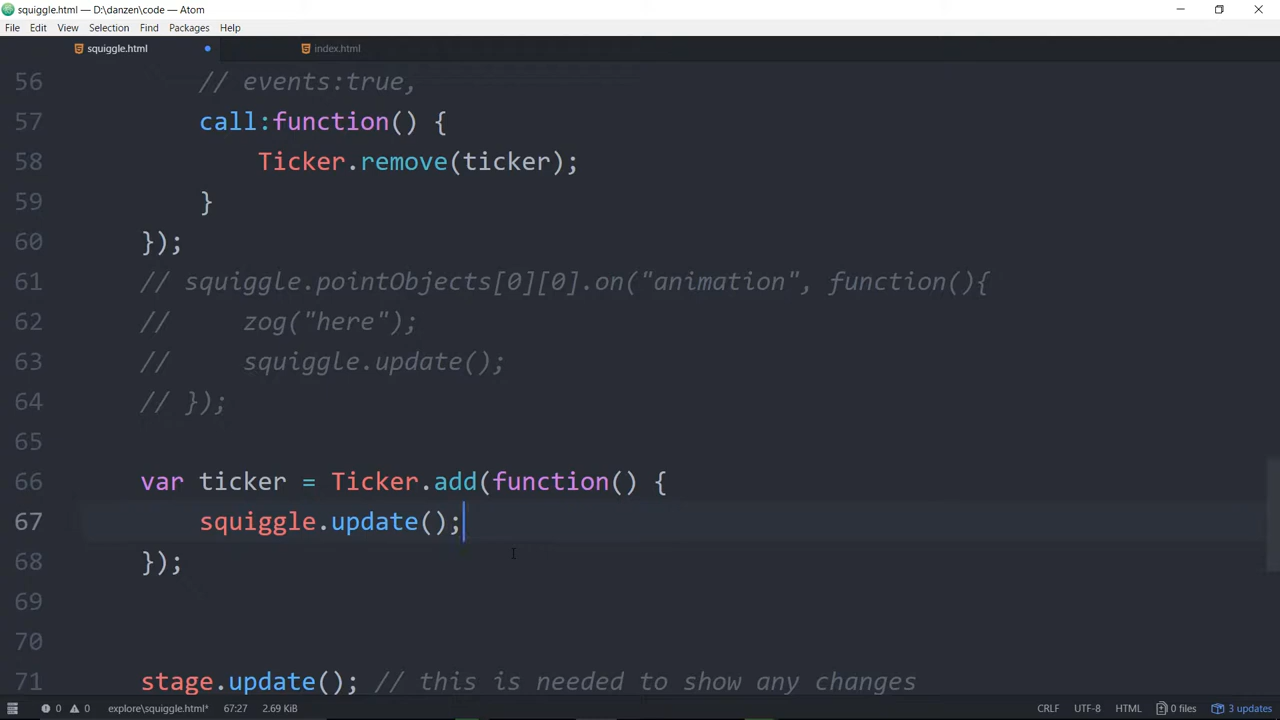 squiggle.html — D:\danzen\code — Atom
File Edit View Selection Find Packages Help
squiggle.html index.html
56 // events:true,
57 call:function() {
58 Ticker.remove(ticker);
59 }
60 });
61 // squiggle.pointObjects[0][0].on("animation", function(){
62 // zog("here");
63 // squiggle.update();
64 // });
65
66 var ticker = Ticker.add(function() {
67 squiggle.update();
68 });
69
70
71 stage.update(); // this is needed to show any changes
0 0 explore\squiggle.html* 67:27 2.69 KiB CRLF UTF-8 HTML 0 files 3 updates